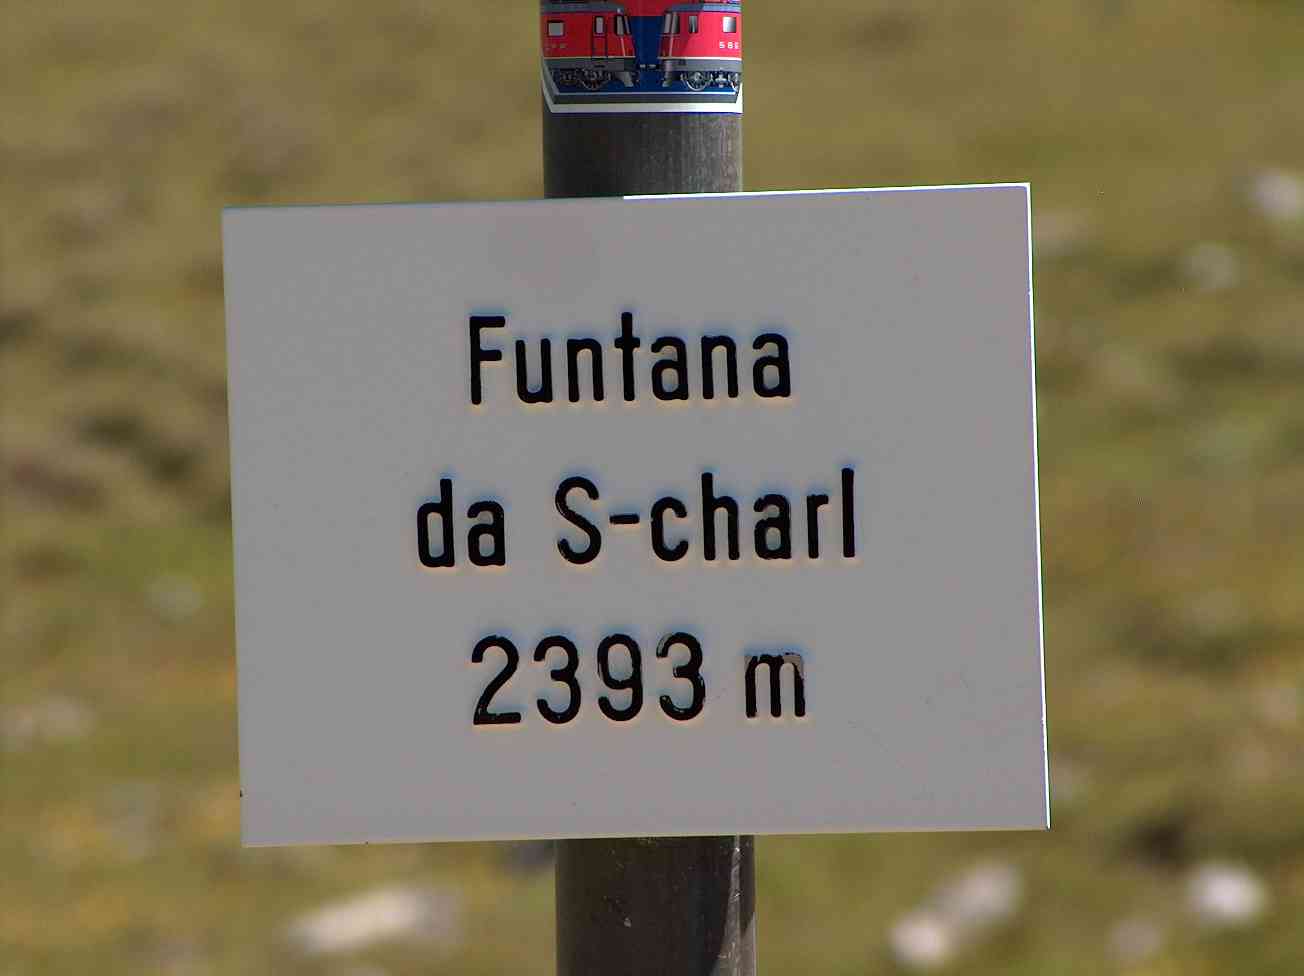 Funtana
da S-charl
2393 m